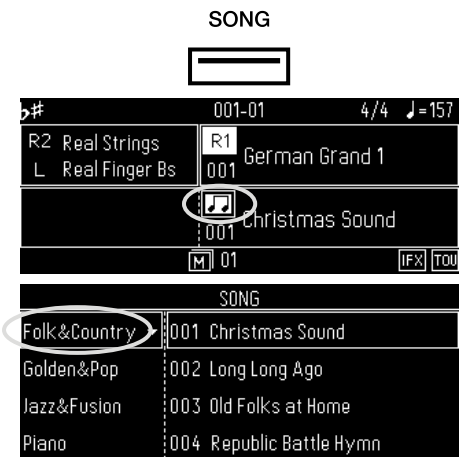 SONG
♭# 001-01 4/4 ♩=157
R2 Real Strings R1
L Real Finger Bs 001 German Grand 1
001 Christmas Sound
M 01 IFX TOU
SONG
Folk&Country 001 Christmas Sound
Golden&Pop 002 Long Long Ago
Jazz&Fusion 003 Old Folks at Home
Piano 004 Republic Battle Hymn